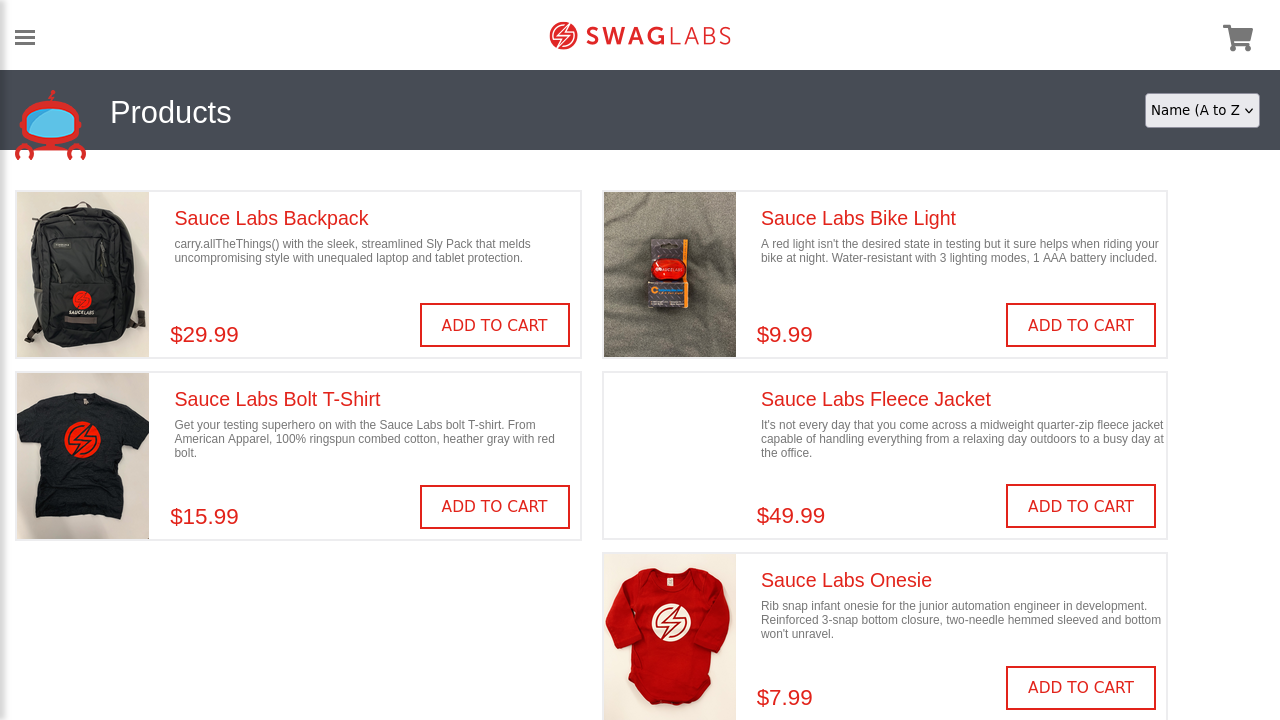 SWAGLABS
Products
Name (A to Z
Sauce Labs Backpack
carry.allTheThings() with the sleek, streamlined Sly Pack that melds
uncompromising style with unequaled laptop and tablet protection.
$29.99
ADD TO CART
SAUCELABS
Sauce Labs Bike Light
A red light isn't the desired state in testing but it sure helps when riding your
bike at night. Water-resistant with 3 lighting modes, 1 AAA battery included.
$9.99
ADD TO CART
SAUCELABS
Sauce Labs Bolt T-Shirt
Get your testing superhero on with the Sauce Labs bolt T-shirt. From
American Apparel, 100% ringspun combed cotton, heather gray with red
bolt.
$15.99
ADD TO CART
Sauce Labs Fleece Jacket
It's not every day that you come across a midweight quarter-zip fleece jacket
capable of handling everything from a relaxing day outdoors to a busy day at
the office.
$49.99
ADD TO CART
Sauce Labs Onesie
Rib snap infant onesie for the junior automation engineer in development.
Reinforced 3-snap bottom closure, two-needle hemmed sleeved and bottom
won't unravel.
$7.99
ADD TO CART